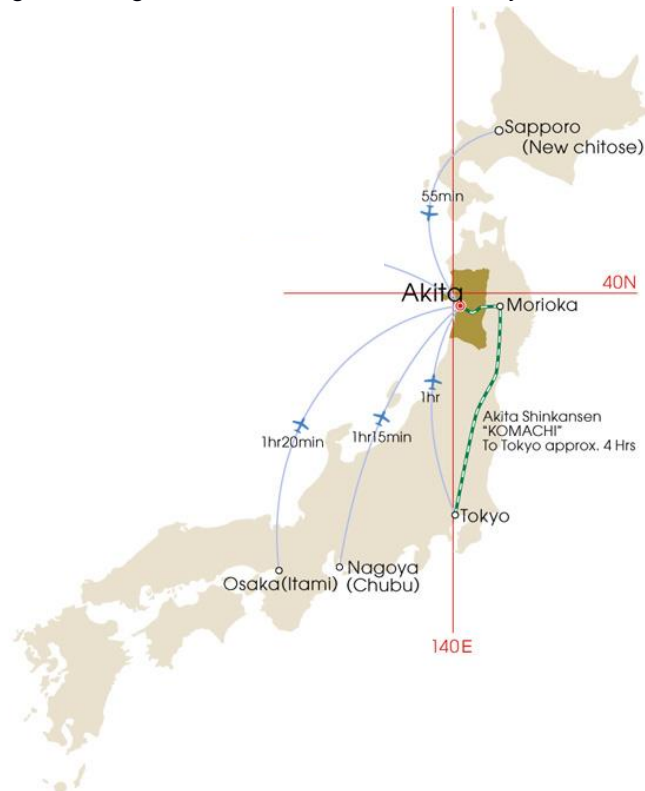 Sapporo
(New chitose)
55min
40N
Akita
Morioka
1hr
1hr20min
1hr15min
Akita Shinkansen
"KOMACHI"
To Tokyo approx. 4 Hrs
Tokyo
Osaka(Itami)
Nagoya
(Chubu)
140E